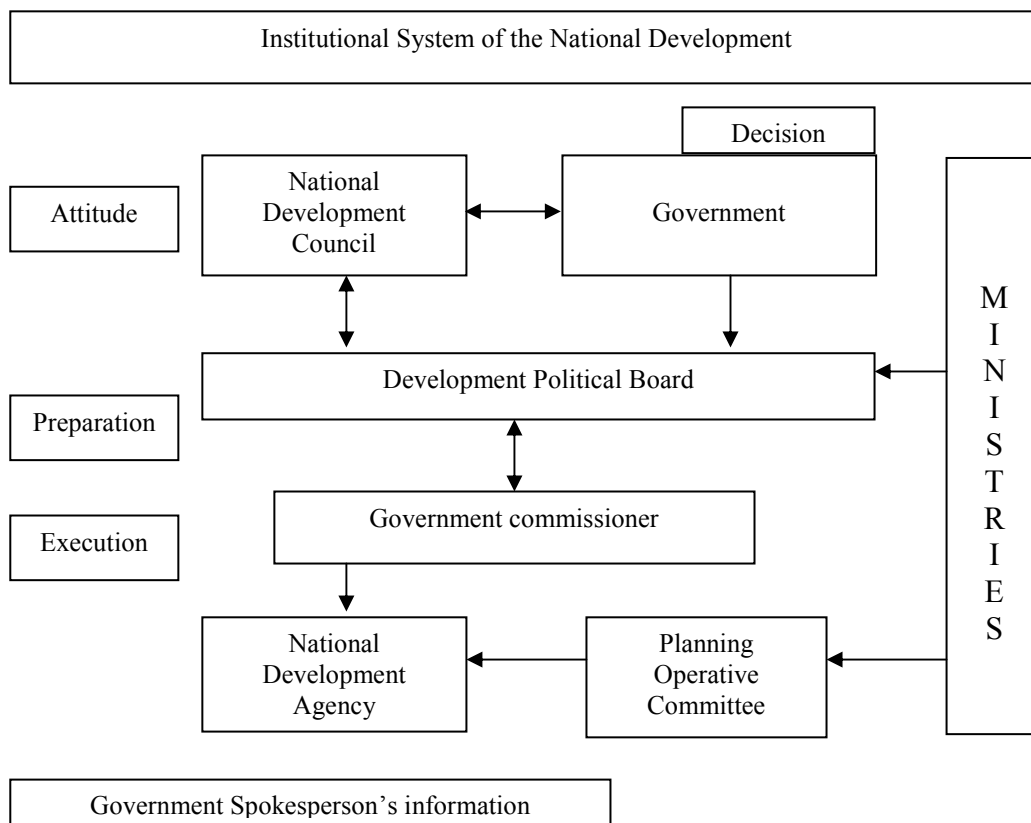 Institutional System of the National Development
Decision
Attitude
National
Development
Council
Government
Development Political Board
Preparation
Government commissioner
Execution
National
Development
Agency
Planning
Operative
Committee
M
I
N
I
S
T
R
I
E
S
Government Spokesperson’s information